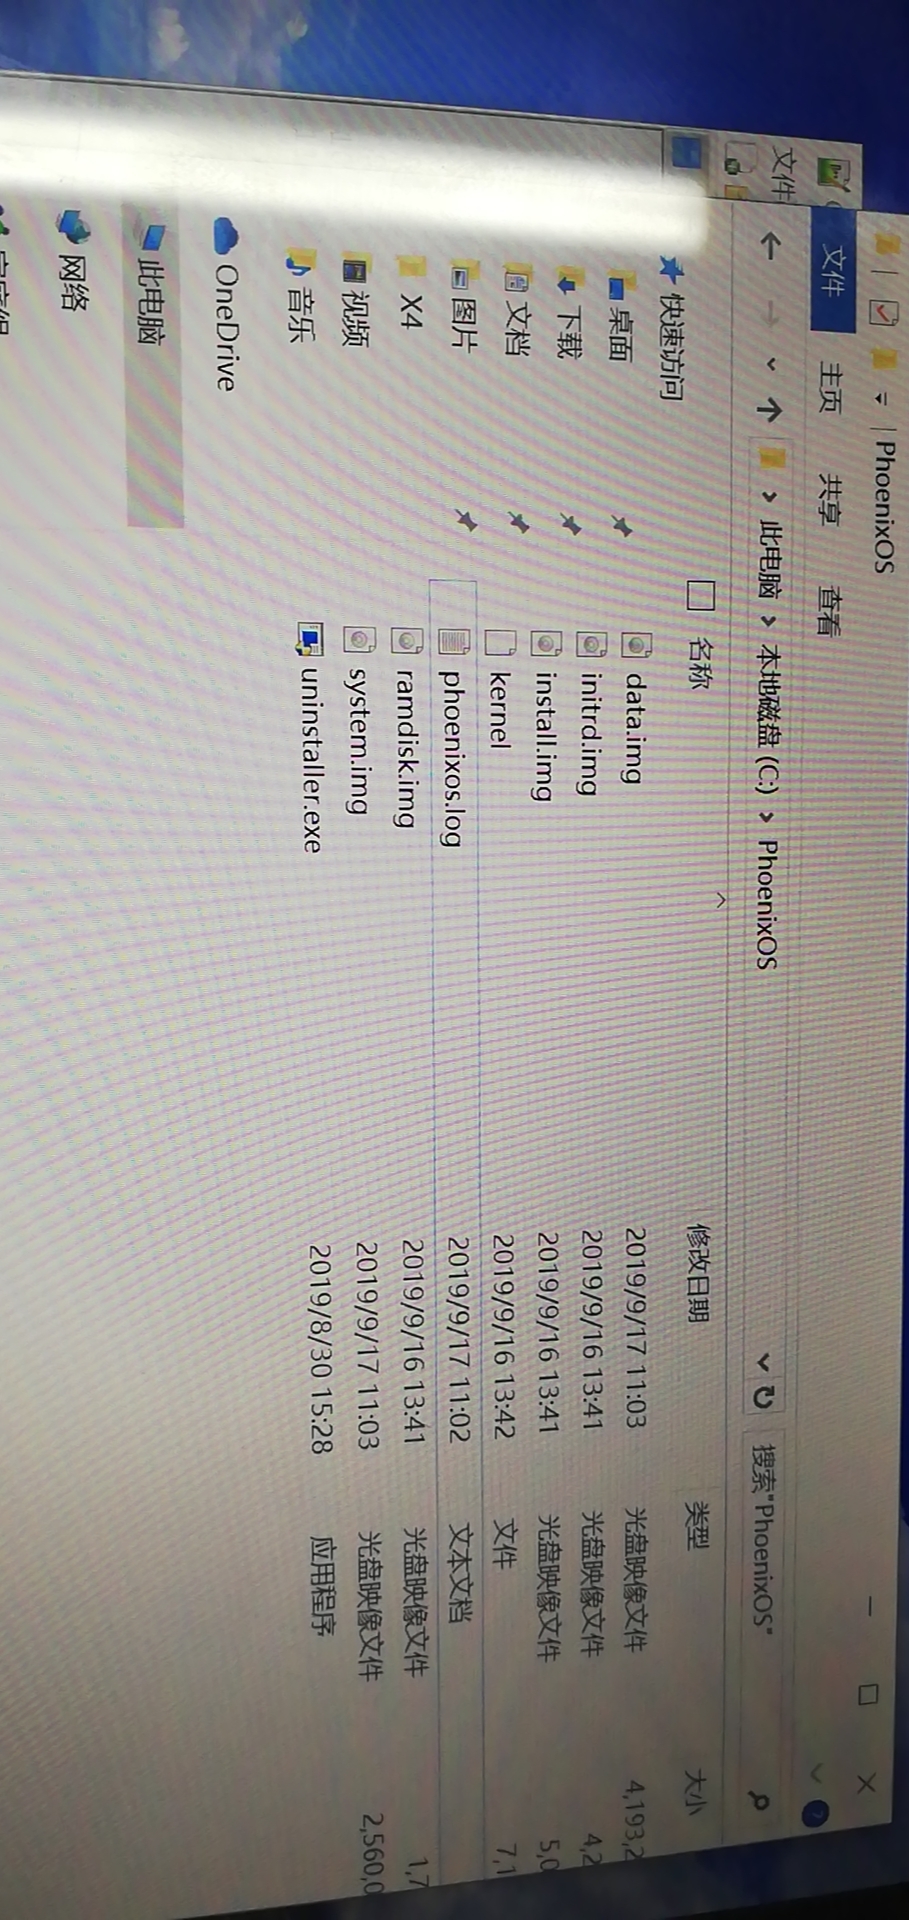 PhoenixOS
文件
文件 主页 共享 查看
此电脑 本地磁盘 (C:) PhoenixOS 搜索"PhoenixOS"
快速访问
桌面
下载
文档
图片
X4
视频
音乐
OneDrive
此电脑
网络
名称 修改日期 类型 大小
data.img 2019/9/17 11:03 光盘映像文件 4,193,2
initrd.img 2019/9/16 13:41 光盘映像文件 4,2
install.img 2019/9/16 13:41 光盘映像文件 5,0
kernel 2019/9/16 13:42 文件 7,1
phoenixos.log 2019/9/17 11:02 文本文档
ramdisk.img 2019/9/16 13:41 光盘映像文件 1,7
system.img 2019/9/17 11:03 光盘映像文件 2,560,0
uninstaller.exe 2019/8/30 15:28 应用程序